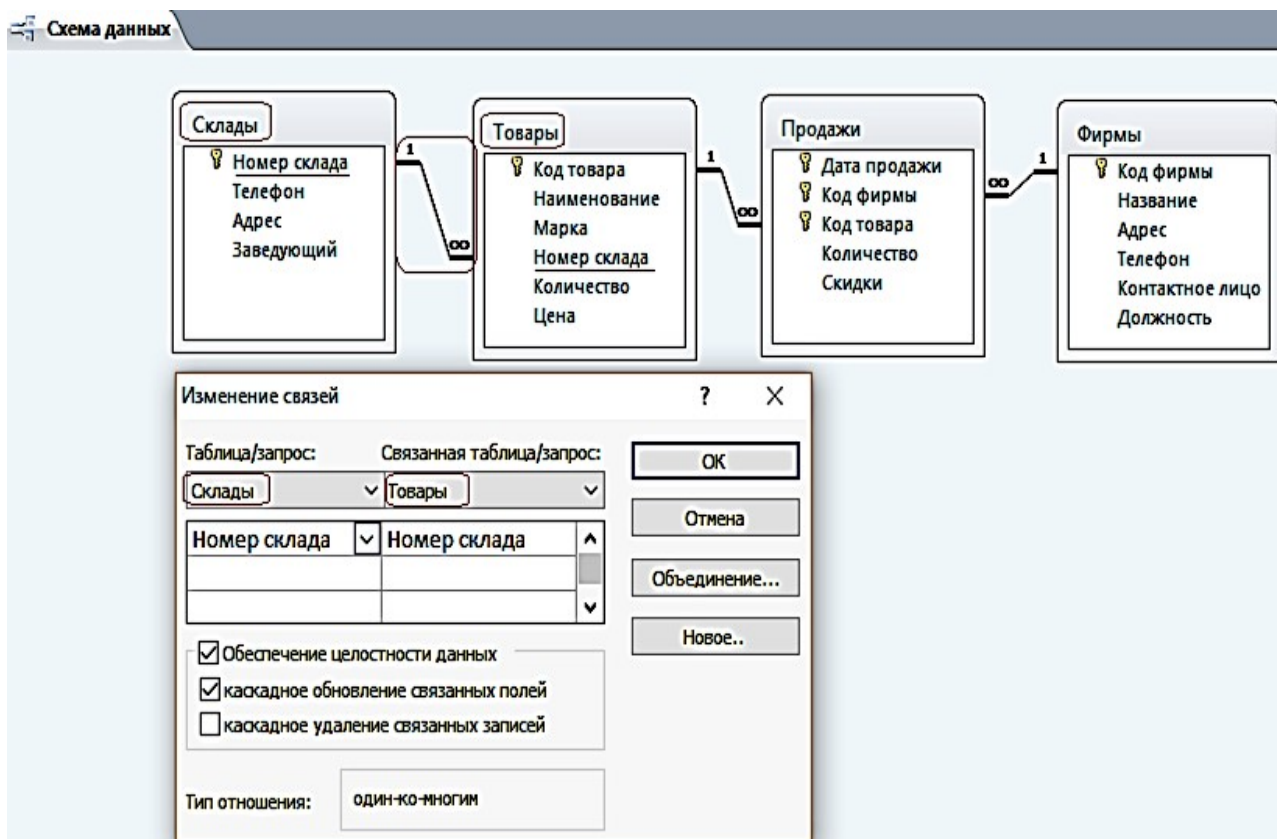 Схема данных
Склады
1
Номер склада
Телефон
Адрес
Заведующий
∞
Товары
Код товара
Наименование
Марка
Номер склада
Количество
Цена
1
∞
Продажи
Дата продажи
Код фирмы
Код товара
Количество
Скидки
∞
1
Фирмы
Код фирмы
Название
Адрес
Телефон
Контактное лицо
Должность
Изменение связей ?
Таблица/запрос: Связанная таблица/запрос:
Склады Товары
Номер склада Номер склада
ОК
Отмена
Объединение...
Новое..
Обеспечение целостности данных
каскадное обновление связанных полей
каскадное удаление связанных записей
Тип отношения: один-ко-многим